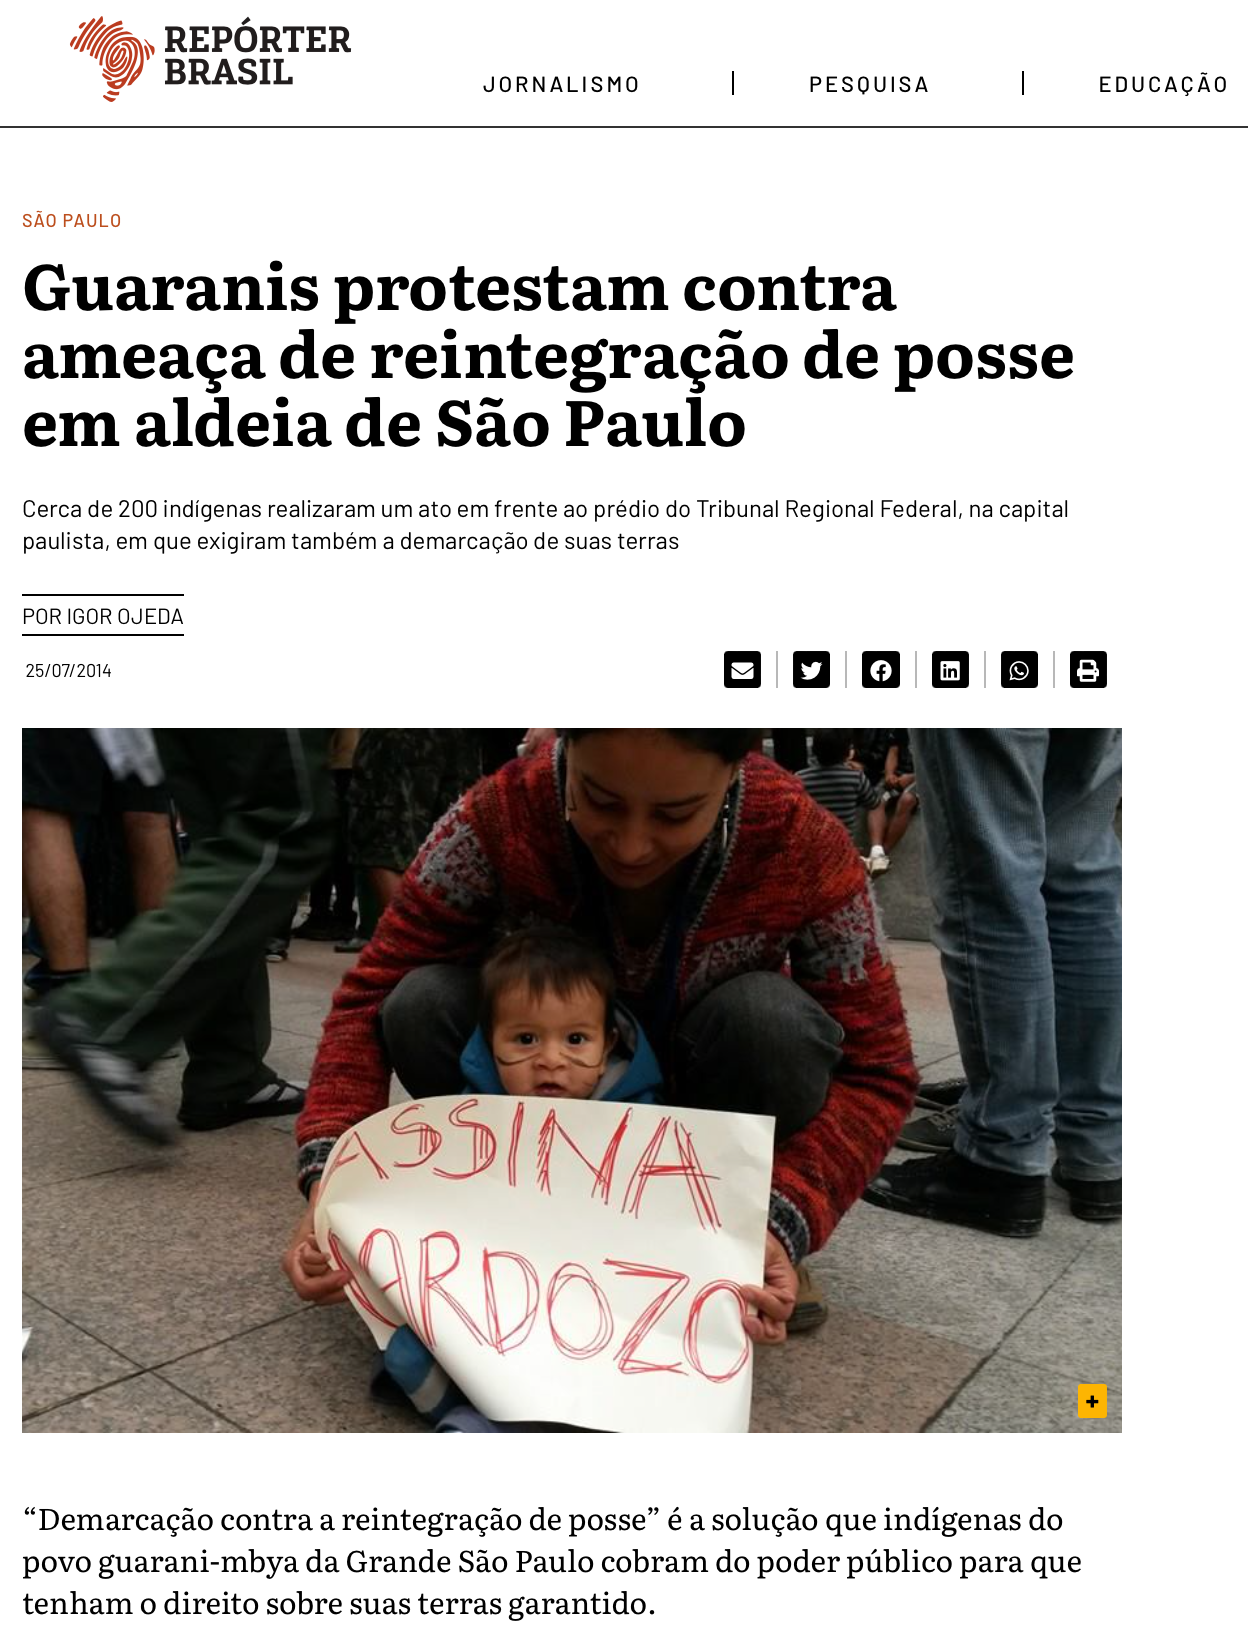 REPÓRTER
BRASIL
JORNALISMO
PESQUISA
EDUCAÇÃO
SÃO PAULO
Guaranis protestam contra
ameaça de reintegração de posse
em aldeia de São Paulo
Cerca de 200 indígenas realizaram um ato em frente ao prédio do Tribunal Regional Federal, na capital
paulista, em que exigiram também a demarcação de suas terras
POR IGOR OJEDA
25/07/2014
ASSINA
CARDOZO
“Demarcação contra a reintegração de posse” é a solução que indígenas do
povo guarani-mbya da Grande São Paulo cobram do poder público para que
tenham o direito sobre suas terras garantido.